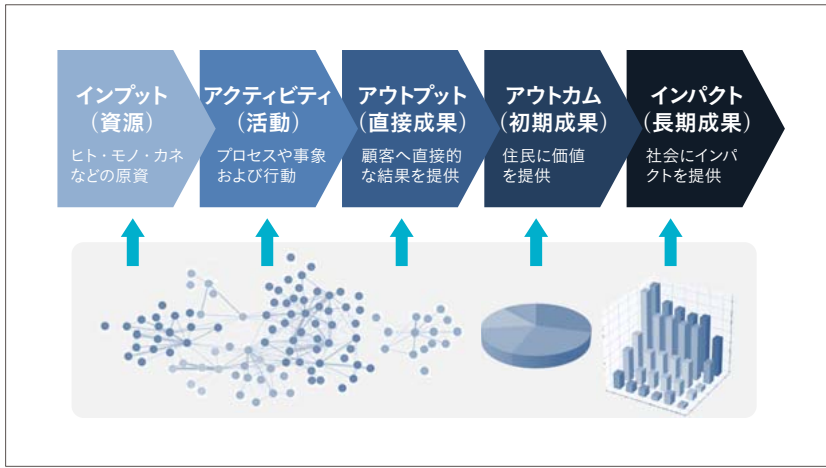 インプット
（資源）
ヒト・モノ・カネ
などの原資
アクティビティ
（活動）
プロセスや事象
および行動
アウトプット
（直接成果）
顧客へ直接的
な結果を提供
アウトカム
（初期成果）
住民に価値
を提供
インパクト
（長期成果）
社会にインパ
クトを提供